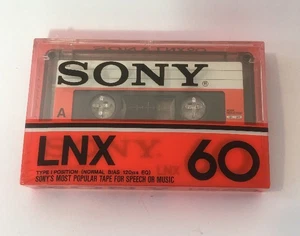 SONY®
A
LNX 60
TYPE I POSITION (NORMAL BIAS 120μs EQ)
SONY'S MOST POPULAR TAPE FOR SPEECH OR MUSIC